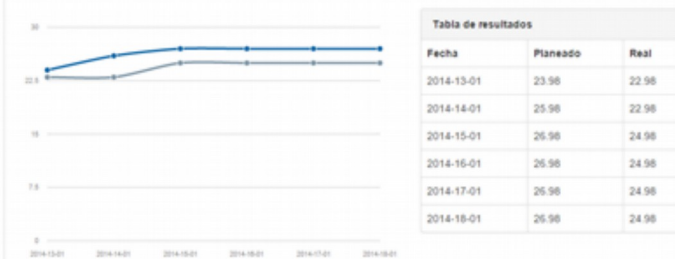 30
22.5
15
7.5
0
2014-13-01 2014-14-01 2014-15-01 2014-16-01 2014-17-01 2014-18-01
Tabla de resultados
Fecha Planeado Real
2014-13-01 23.98 22.98
2014-14-01 25.98 22.98
2014-15-01 26.98 24.98
2014-16-01 26.98 24.98
2014-17-01 26.98 24.98
2014-18-01 26.98 24.98